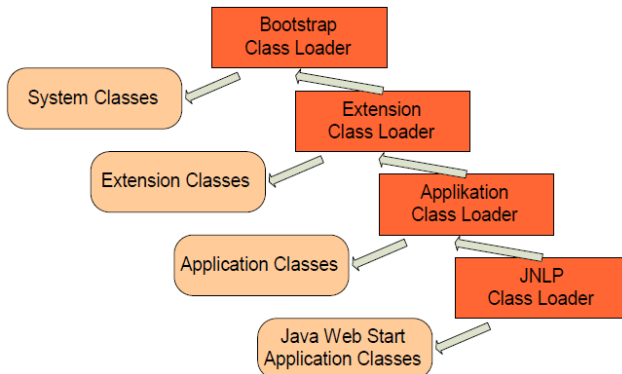 Bootstrap
Class Loader
System Classes
Extension
Class Loader
Extension Classes
Applikation
Class Loader
Application Classes
JNLP
Class Loader
Java Web Start
Application Classes